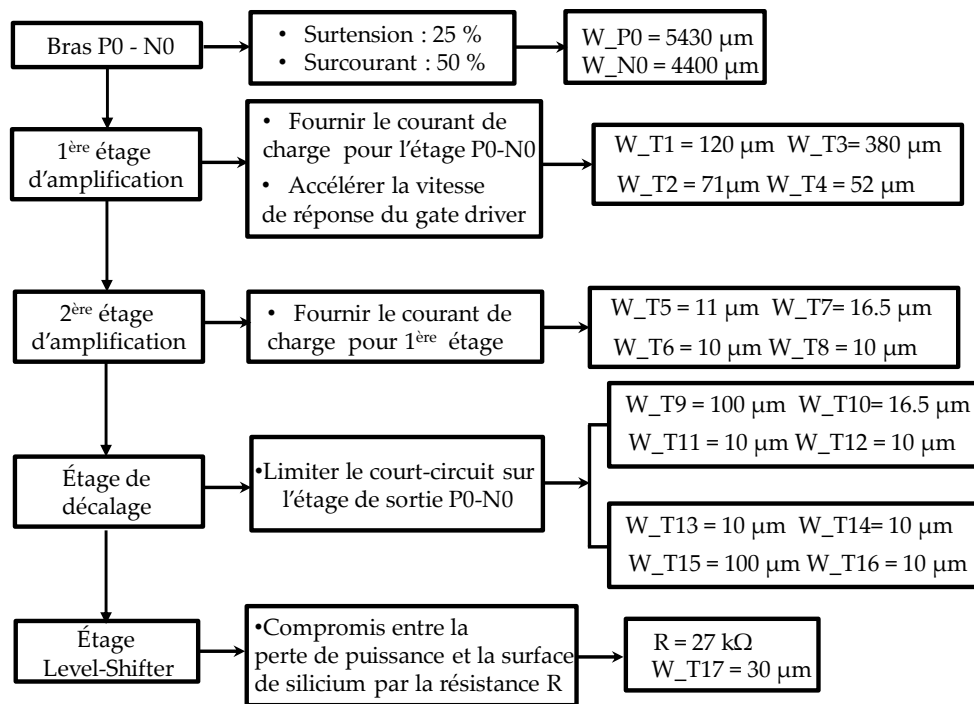 Bras P0 - N0
• Surtension : 25 %
• Surcourant : 50 %
W_P0 = 5430 µm
W_N0 = 4400 µm
1ère étage
d'amplification
• Fournir le courant de
charge pour l'étage P0-N0
• Accélérer la vitesse
de réponse du gate driver
W_T1 = 120 µm W_T3= 380 µm
W_T2 = 71µm W_T4 = 52 µm
2ère étage
d'amplification
• Fournir le courant de
charge pour 1ère étage
W_T5 = 11 µm W_T7= 16.5 µm
W_T6 = 10 µm W_T8 = 10 µm
Étage de
décalage
•Limiter le court-circuit sur
l'étage de sortie P0-N0
W_T9 = 100 µm W_T10= 16.5 µm
W_T11 = 10 µm W_T12 = 10 µm
W_T13 = 10 µm W_T14= 10 µm
W_T15 = 100 µm W_T16 = 10 µm
Étage
Level-Shifter
•Compromis entre la
perte de puissance et la surface
de silicium par la résistance R
R = 27 kΩ
W_T17 = 30 µm